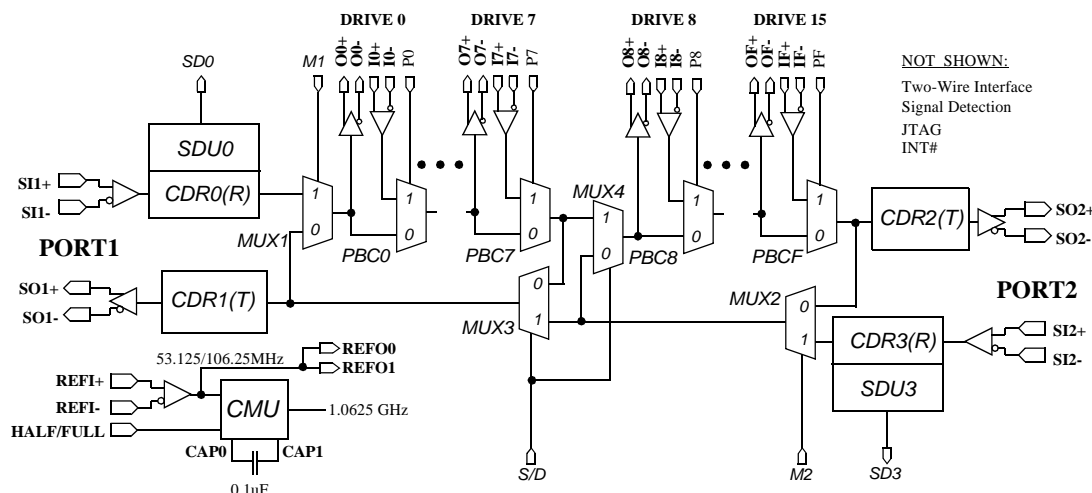 DRIVE 0
DRIVE 7
DRIVE 8
DRIVE 15
SD0
M1
O0+
O0-
I0+
I0-
P0
O7+
O7-
I7+
I7-
P7
O8+
O8-
I8+
I8-
P8
OF+
OF-
IF+
IF-
PF
NOT SHOWN:
Two-Wire Interface
Signal Detection
JTAG
INT#
SDU0
CDR0(R)
SI1+
SI1-
1
0
MUX1
1
0
PBC0
1
0
PBC7
MUX4
1
0
1
0
PBC8
1
0
PBCF
CDR2(T)
SO2+
SO2-
PORT1
PORT2
SO1+
SO1-
CDR1(T)
0
1
MUX3
MUX2
0
1
CDR3(R)
SDU3
SI2+
SI2-
53.125/106.25MHz
REFO0
REFO1
REFI+
REFI-
CMU
1.0625 GHz
HALF/FULL
CAP0
CAP1
0.1uF
S/D
M2
SD3